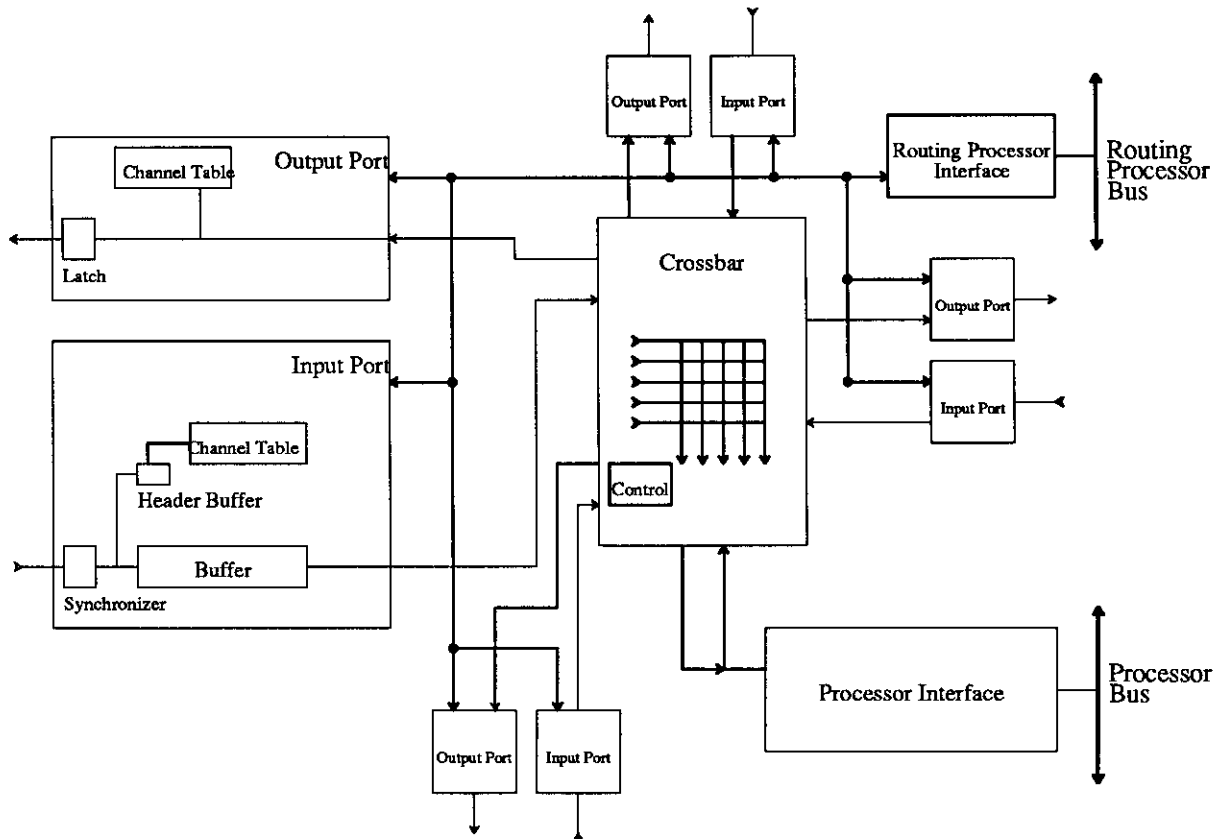 Output Port
Input Port
Routing Processor
Interface
Routing
Processor
Bus
Output Port
Channel Table
Latch
Crossbar
Output Port
Input Port
Input Port
Channel Table
Header Buffer
Control
Buffer
Synchronizer
Processor Interface
Processor
Bus
Output Port
Input Port